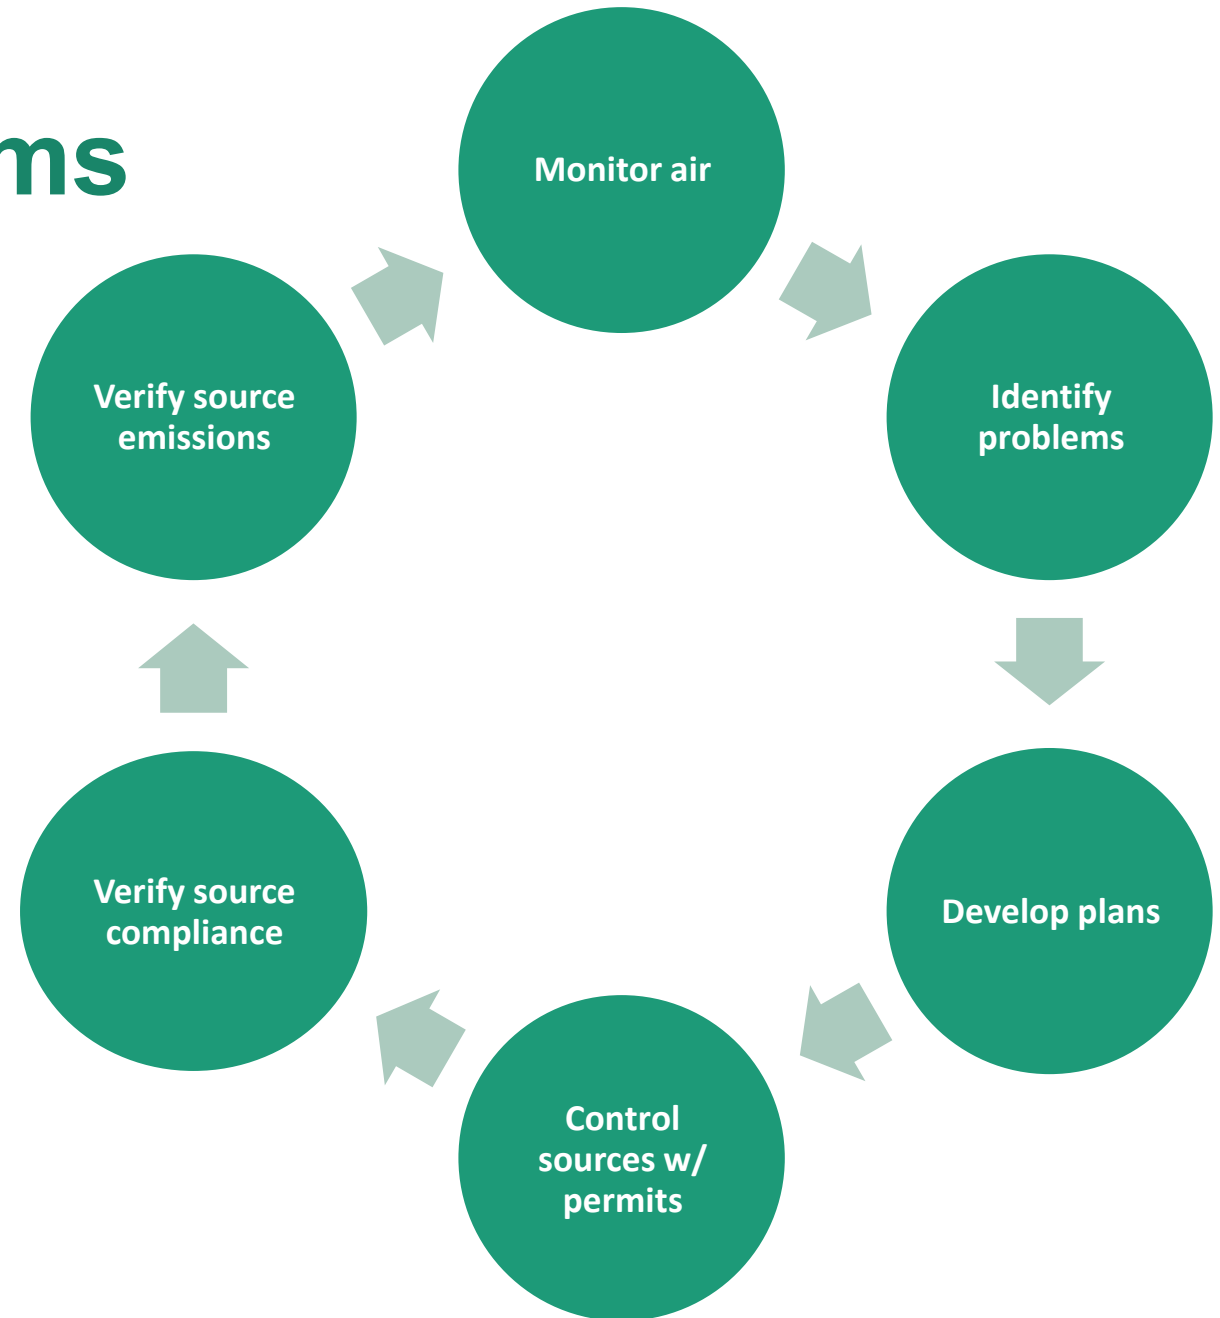 ms
Monitor air
Identify
problems
Develop plans
Control
sources w/
permits
Verify source
compliance
Verify source
emissions